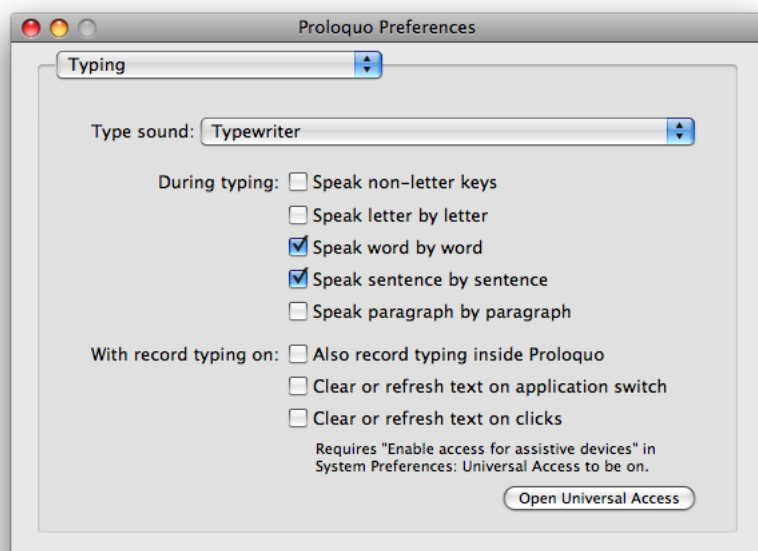 Proloquo Preferences
Typing
Type sound: Typewriter
During typing: Speak non-letter keys
Speak letter by letter
Speak word by word
Speak sentence by sentence
Speak paragraph by paragraph
With record typing on: Also record typing inside Proloquo
Clear or refresh text on application switch
Clear or refresh text on clicks
Requires "Enable access for assistive devices" in
System Preferences: Universal Access to be on.
Open Universal Access